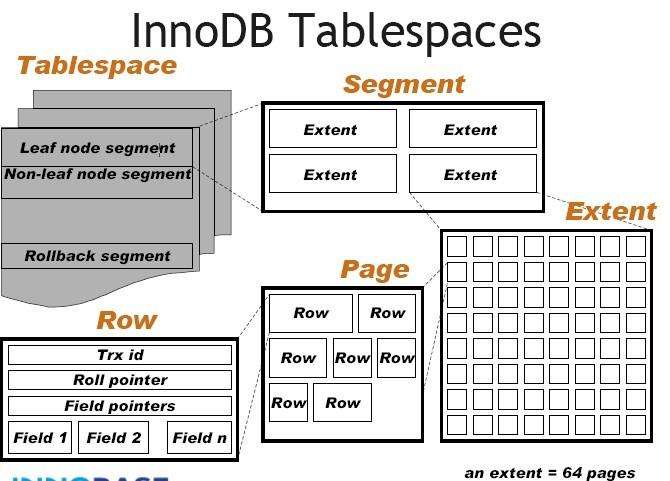 InnoDB Tablespaces
Tablespace
Leaf node segment
Non-leaf node segment
Rollback segment
Segment
Extent
Extent
Extent
Extent
Extent
Page
Row
Row
Row
Row
Row
Row
Row
Row
Trx id
Roll pointer
Field pointers
Field 1
Field 2
Field n
an extent = 64 pages
INNOBASE